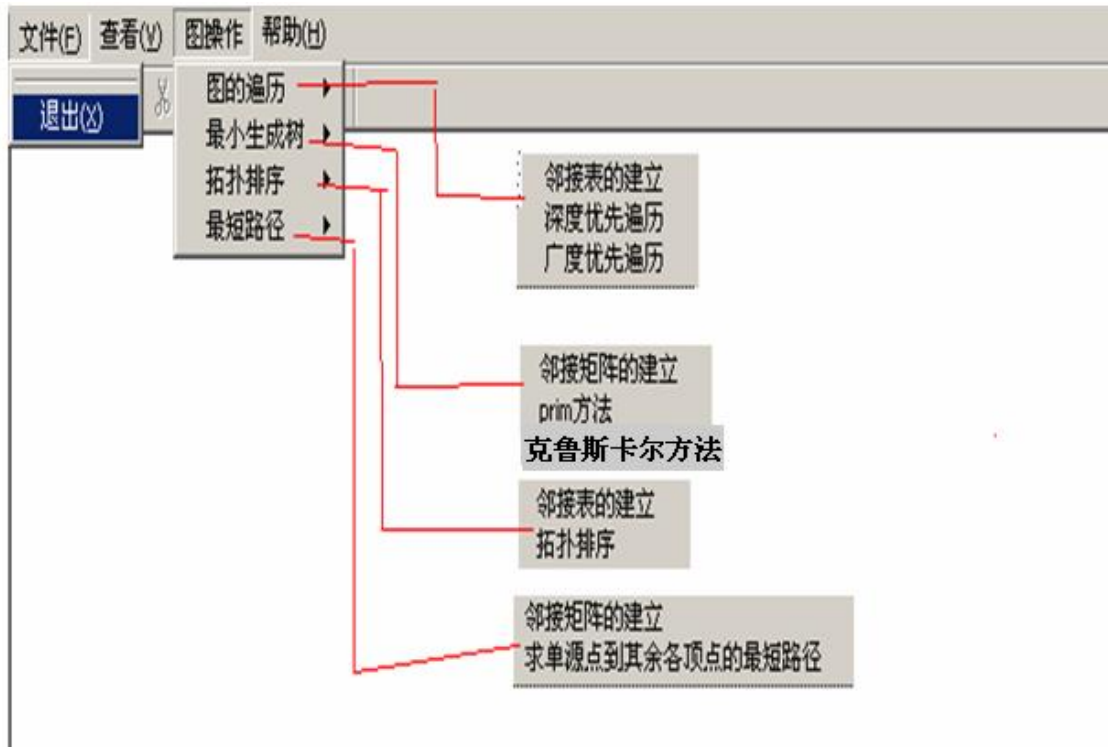 文件(F) 查看(V) 图操作 帮助(H)
退出(X)
图的遍历
最小生成树
拓扑排序
最短路径
邻接表的建立
深度优先遍历
广度优先遍历
邻接矩阵的建立
prim方法
克鲁斯卡尔方法
邻接表的建立
拓扑排序
邻接矩阵的建立
求单源点到其余各顶点的最短路径